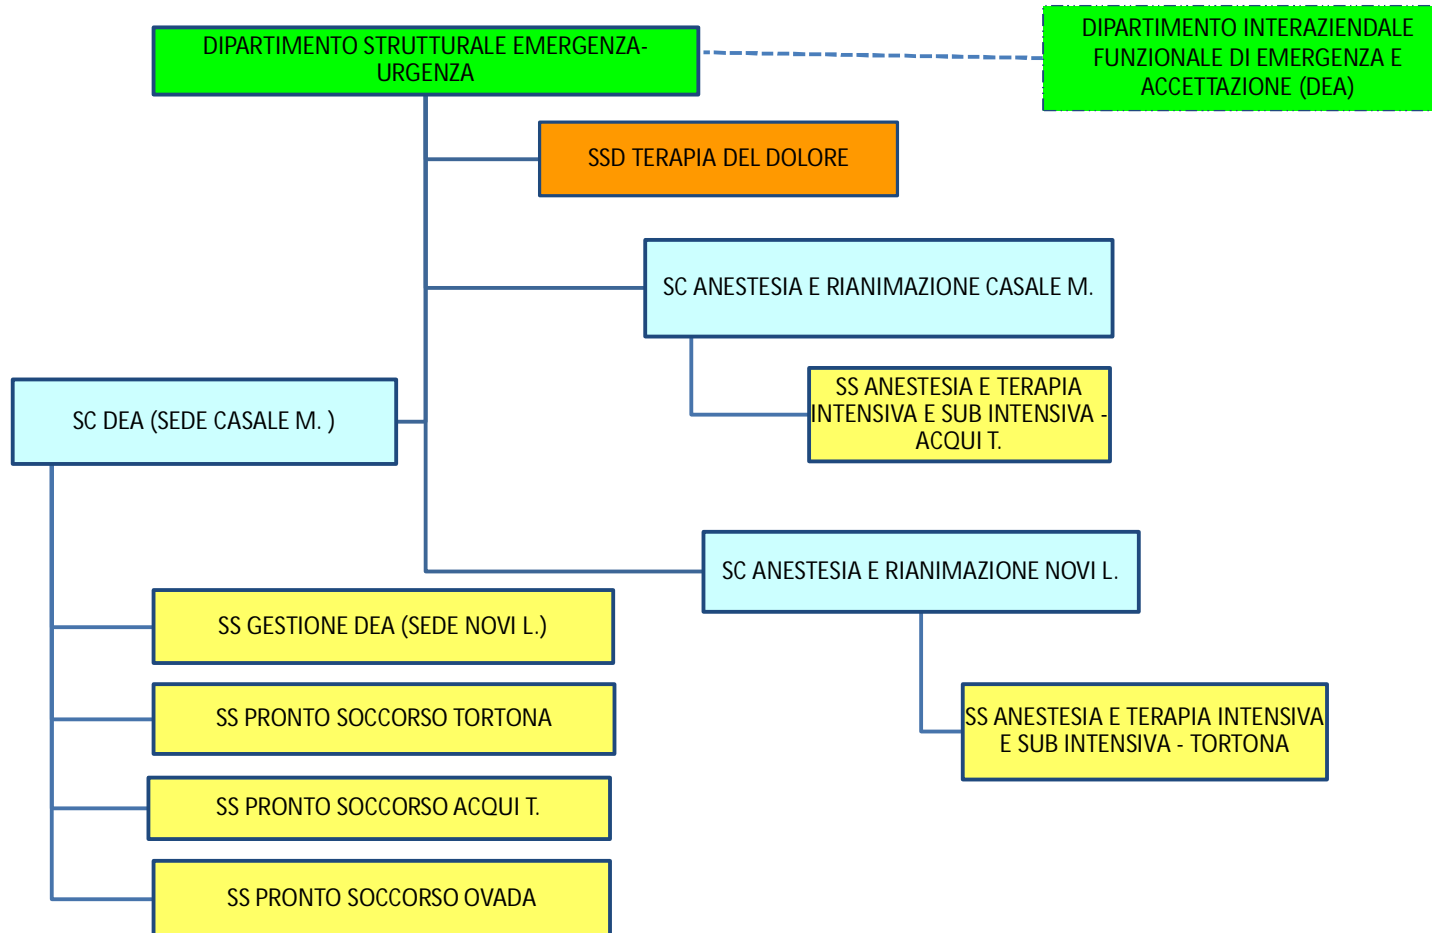 DIPARTIMENTO STRUTTURALE EMERGENZA-
URGENZA
DIPARTIMENTO INTERAZIENDALE
FUNZIONALE DI EMERGENZA E
ACCETTAZIONE (DEA)
SSD TERAPIA DEL DOLORE
SC ANESTESIA E RIANIMAZIONE CASALE M.
SS ANESTESIA E TERAPIA
INTENSIVA E SUB INTENSIVA -
ACQUI T.
SC DEA (SEDE CASALE M. )
SC ANESTESIA E RIANIMAZIONE NOVI L.
SS GESTIONE DEA (SEDE NOVI L.)
SS ANESTESIA E TERAPIA INTENSIVA
E SUB INTENSIVA - TORTONA
SS PRONTO SOCCORSO TORTONA
SS PRONTO SOCCORSO ACQUI T.
SS PRONTO SOCCORSO OVADA